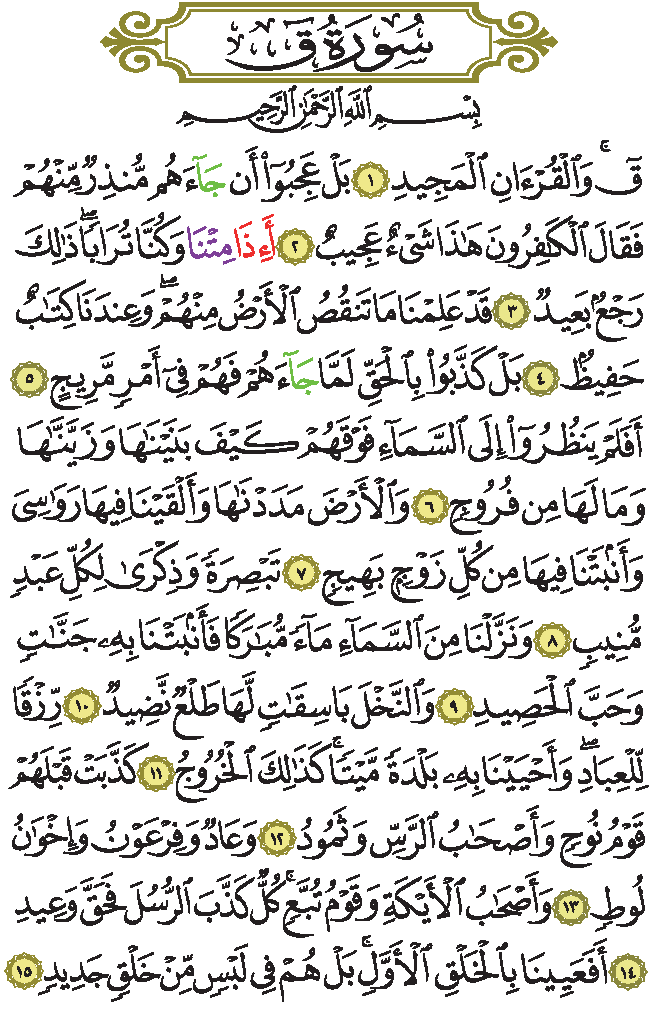 سُورَةُ قٓ
بِسْمِ ٱللَّهِ ٱلرَّحْمَٰنِ ٱلرَّحِيمِ
قٓۚ وَٱلْقُرْءَانِ ٱلْمَجِيدِ ١ بَلْ عَجِبُوٓا۟ أَن جَآءَهُم مُّنذِرٌ مِّنْهُمْ
فَقَالَ ٱلْكَٰفِرُونَ هَٰذَا شَىْءٌ عَجِيبٌ ٢ أَءِذَا مِتْنَا وَكُنَّا تُرَابًاۖ ذَٰلِكَ
رَجْعٌۢ بَعِيدٌ ٣ قَدْ عَلِمْنَا مَا تَنقُصُ ٱلْأَرْضُ مِنْهُمْۖ وَعِندَنَا كِتَٰبٌ
حَفِيظٌۢ ٤ بَلْ كَذَّبُوا۟ بِٱلْحَقِّ لَمَّا جَآءَهُمْ فَهُمْ فِىٓ أَمْرٍ مَّرِيجٍ ٥
أَفَلَمْ يَنظُرُوٓا۟ إِلَى ٱلسَّمَآءِ فَوْقَهُمْ كَيْفَ بَنَيْنَٰهَا وَزَيَّنَّٰهَا
وَمَا لَهَا مِن فُرُوجٍ ٦ وَٱلْأَرْضَ مَدَدْنَٰهَا وَأَلْقَيْنَا فِيهَا رَوَٰسِىَ
وَأَنۢبَتْنَا فِيهَا مِن كُلِّ زَوْجٍۭ بَهِيجٍ ٧ تَبْصِرَةً وَذِكْرَىٰ لِكُلِّ عَبْدٍ
مُّنِيبٍ ٨ وَنَزَّلْنَا مِنَ ٱلسَّمَآءِ مَآءً مُّبَٰرَكًا فَأَنۢبَتْنَا بِهِۦ جَنَّٰتٍ
وَحَبَّ ٱلْحَصِيدِ ٩ وَٱلنَّخْلَ بَاسِقَٰتٍ لَّهَا طَلْعٌ نَّضِيدٌ ١٠ رِّزْقًا
لِّلْعِبَادِۖ وَأَحْيَيْنَا بِهِۦ بَلْدَةً مَّيْتًاۚ كَذَٰلِكَ ٱلْخُرُوجُ ١١ كَذَّبَتْ قَبْلَهُمْ
قَوْمُ نُوحٍ وَأَصْحَٰبُ ٱلرَّسِّ وَثَمُودُ ١٢ وَعَادٌ وَفِرْعَوْنُ وَإِخْوَٰنُ
لُوطٍ ١٣ وَأَصْحَٰبُ ٱلْأَيْكَةِ وَقَوْمُ تُبَّعٍۚ كُلٌّ كَذَّبَ ٱلرُّسُلَ فَحَقَّ وَعِيدِ
١٤ أَفَعَيِينَا بِٱلْخَلْقِ ٱلْأَوَّلِۚ بَلْ هُمْ فِى لَبْسٍ مِّنْ خَلْقٍ جَدِيدٍ ١٥